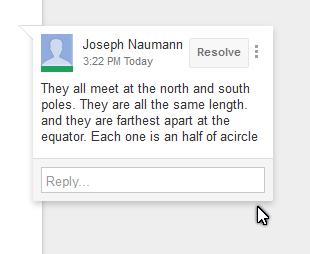 Joseph Naumann
Resolve
3:22 PM Today
They all meet at the north and south
poles. They are all the same length.
and they are farthest apart at the
equator. Each one is an half of acircle
Reply...